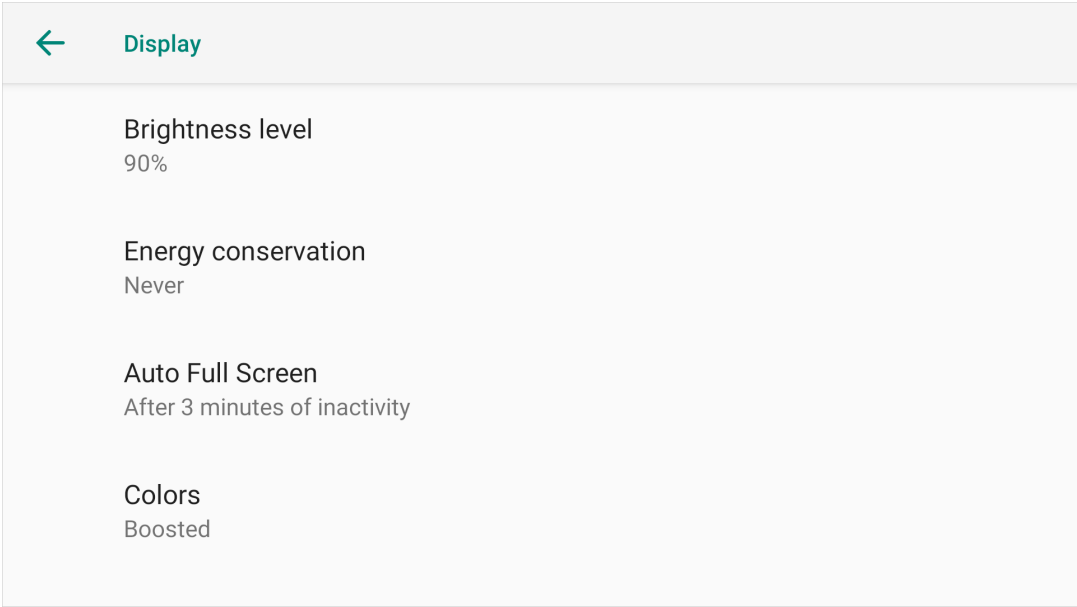 Display
Brightness level
90%
Energy conservation
Never
Auto Full Screen
After 3 minutes of inactivity
Colors
Boosted